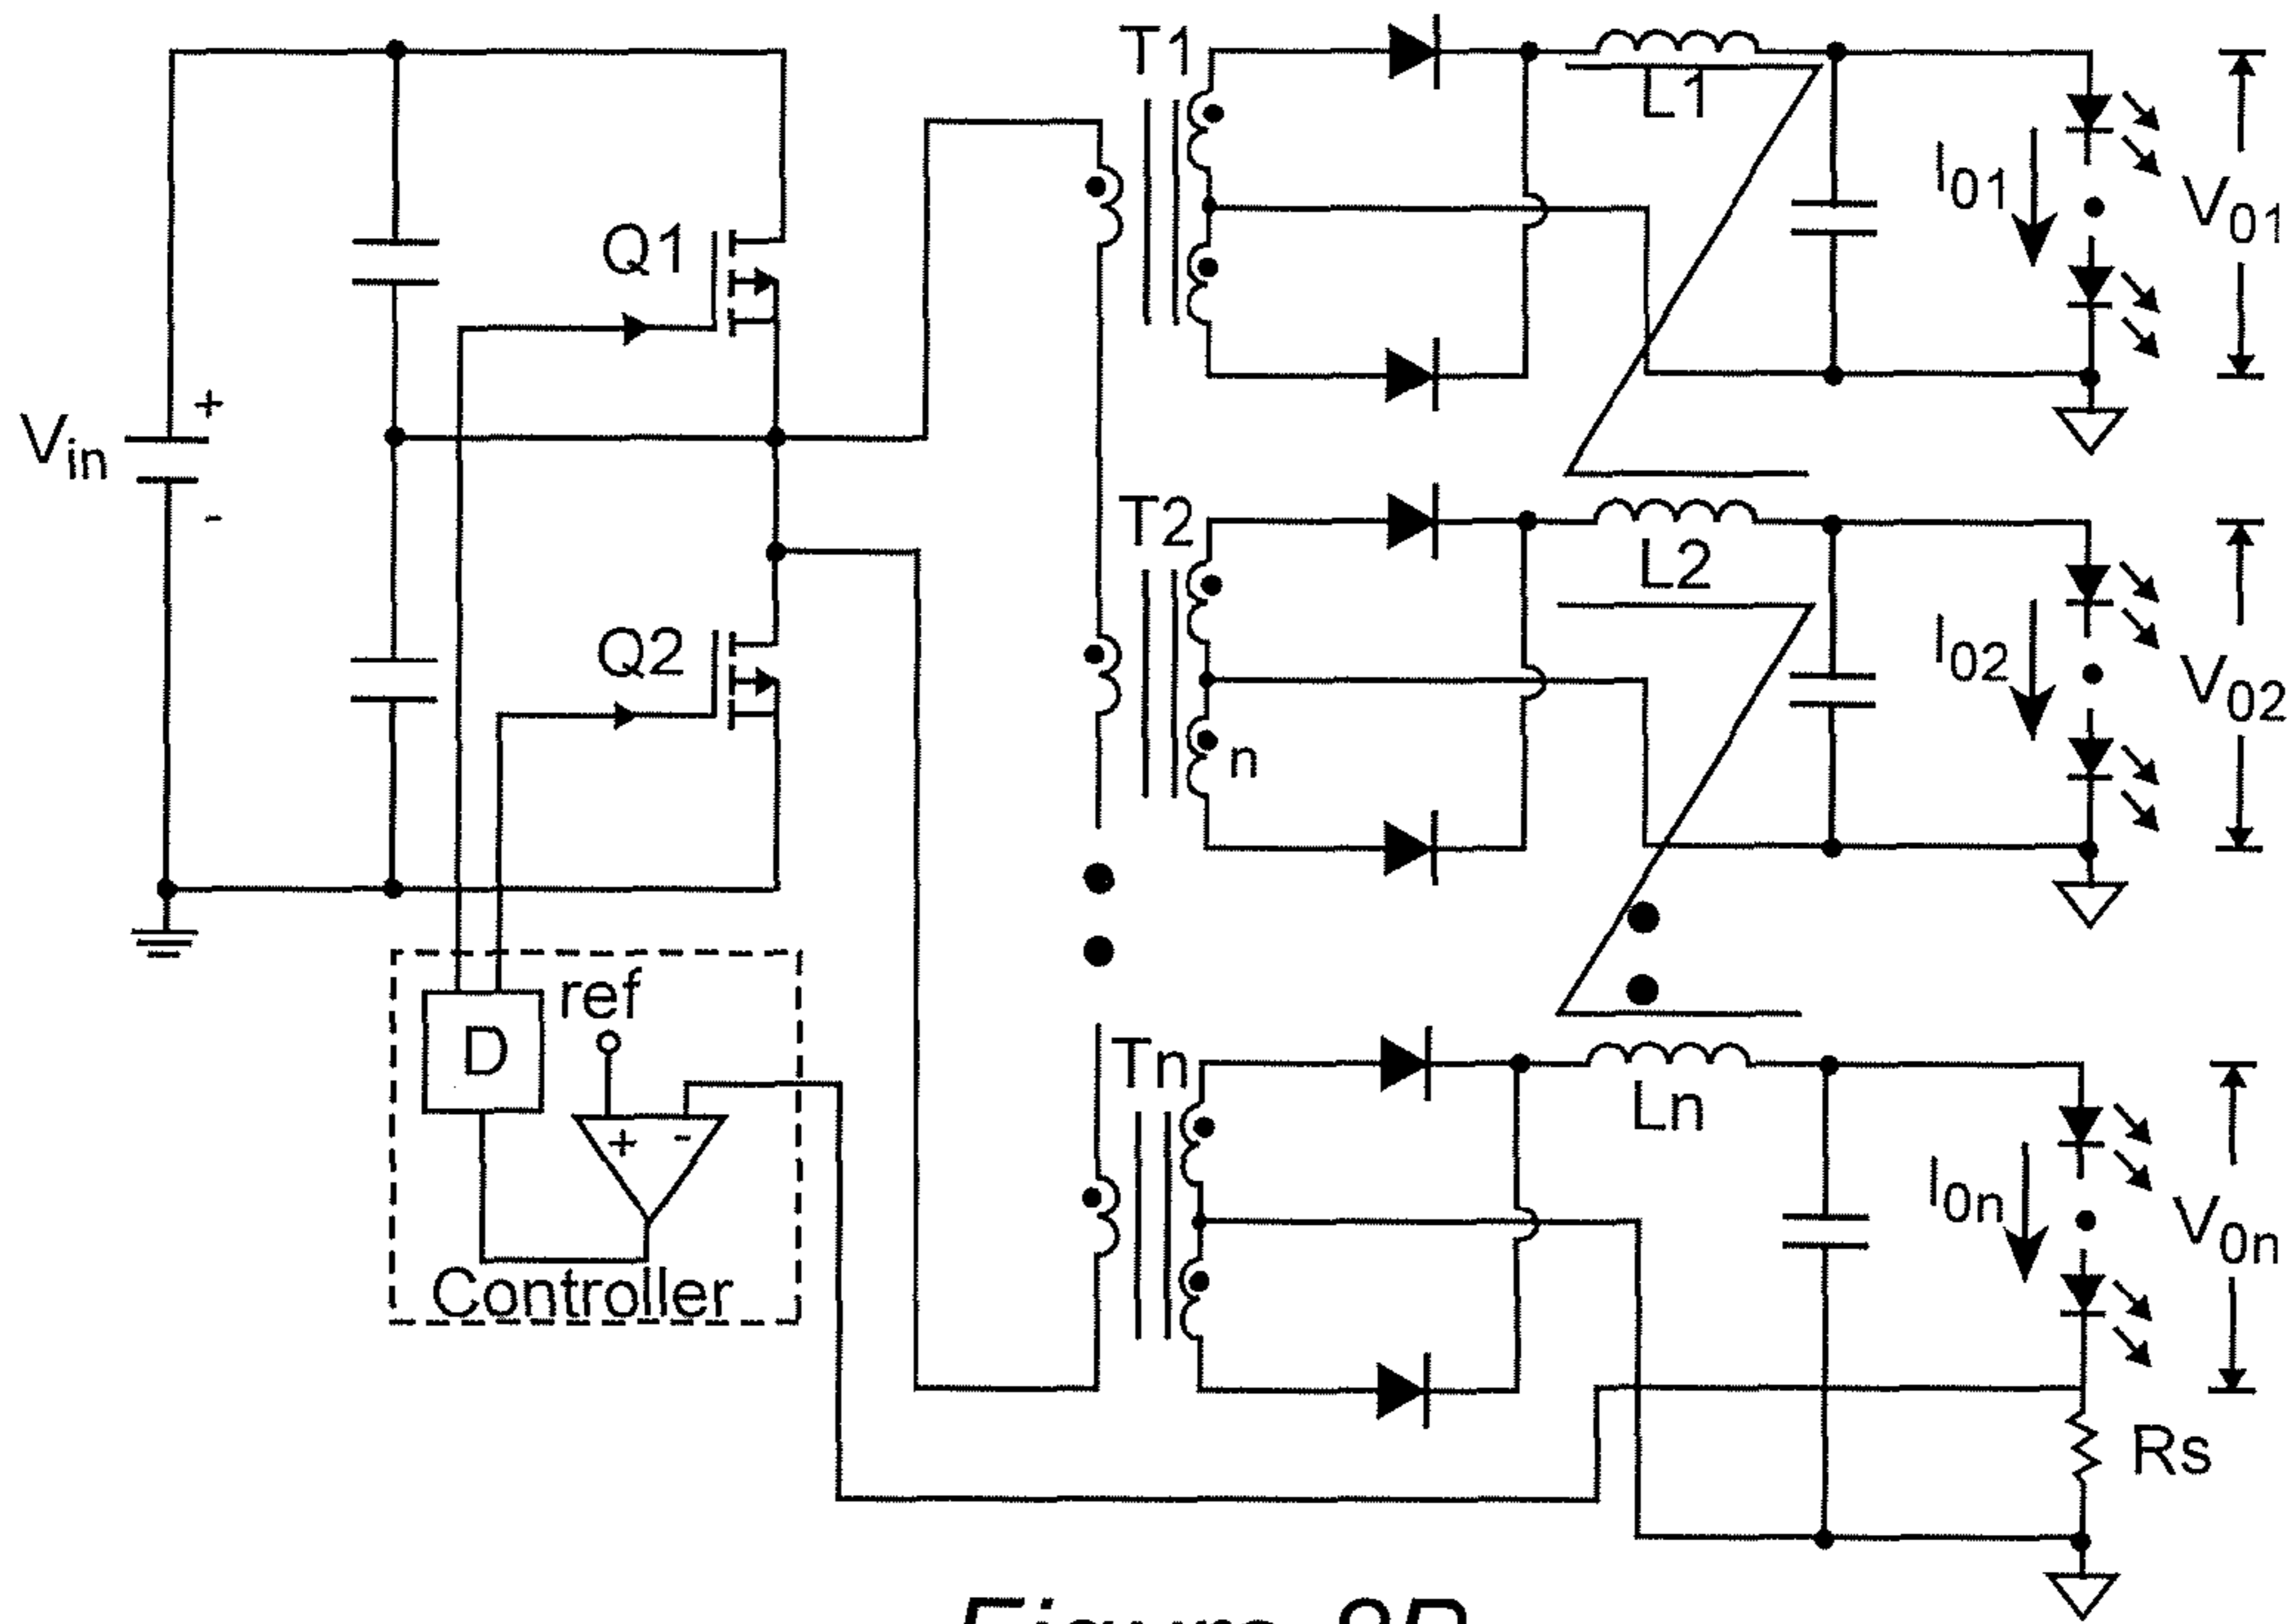 T1
L1
I01
V01
Q1
+
Vin
-
T2
L2
I02
V02
Q2
n
ref
D
Tn
Ln
+ -
I0n
V0n
Controller
Rs